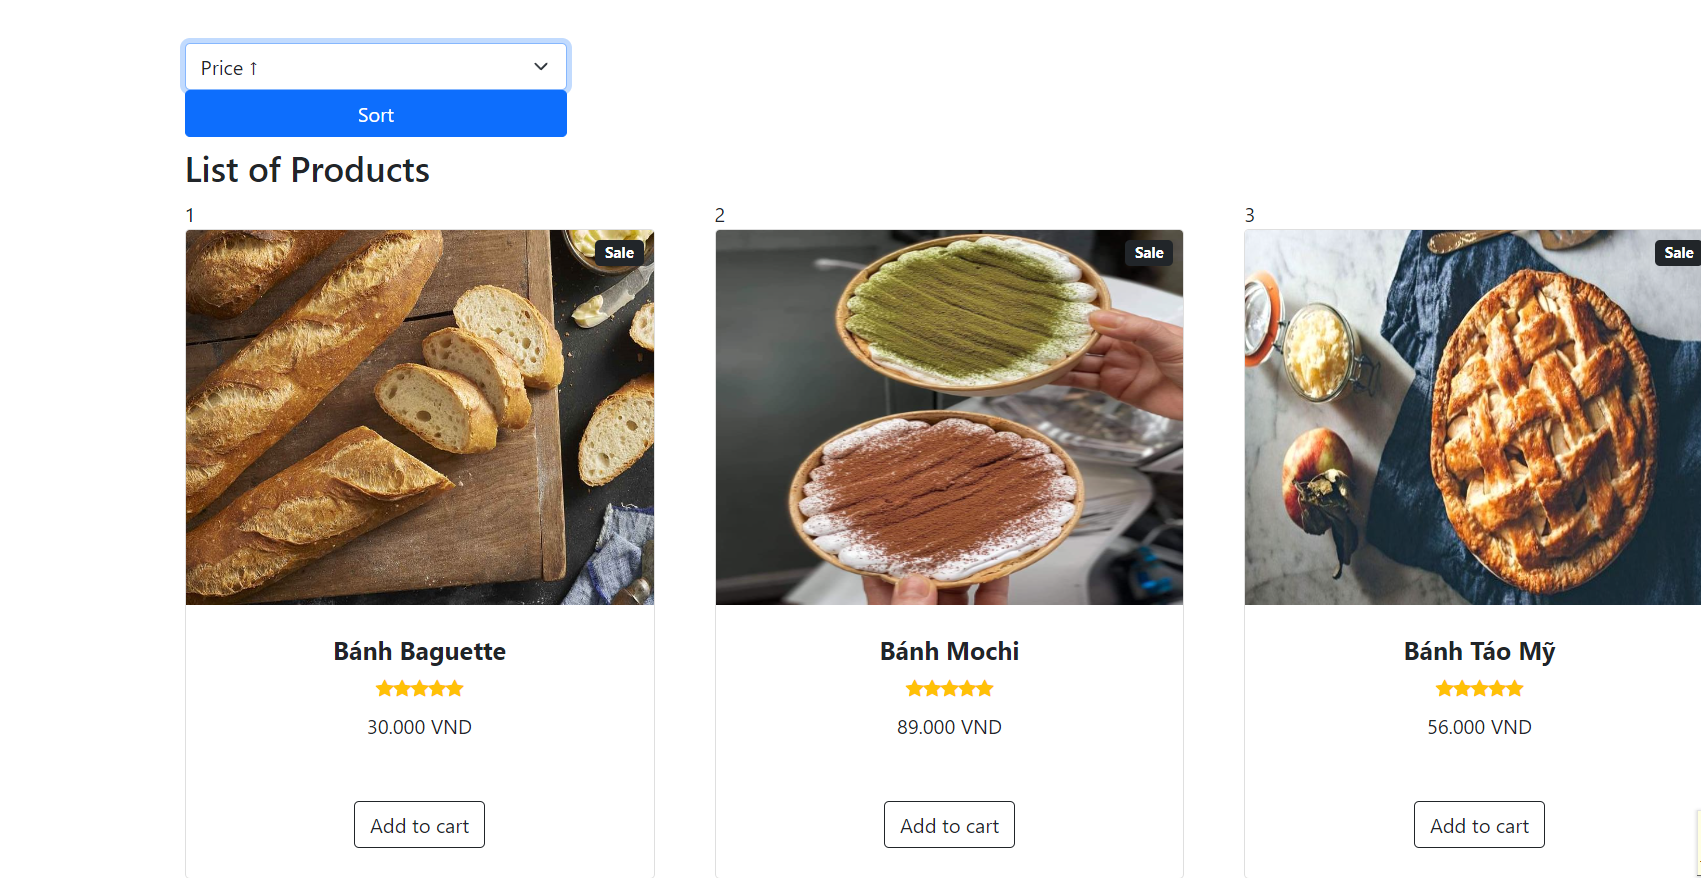 Price ↑
Sort
List of Products
1
2
3
Sale
Sale
Sale
Bánh Baguette
Bánh Mochi
Bánh Táo Mỹ
30.000 VND
89.000 VND
56.000 VND
Add to cart
Add to cart
Add to cart